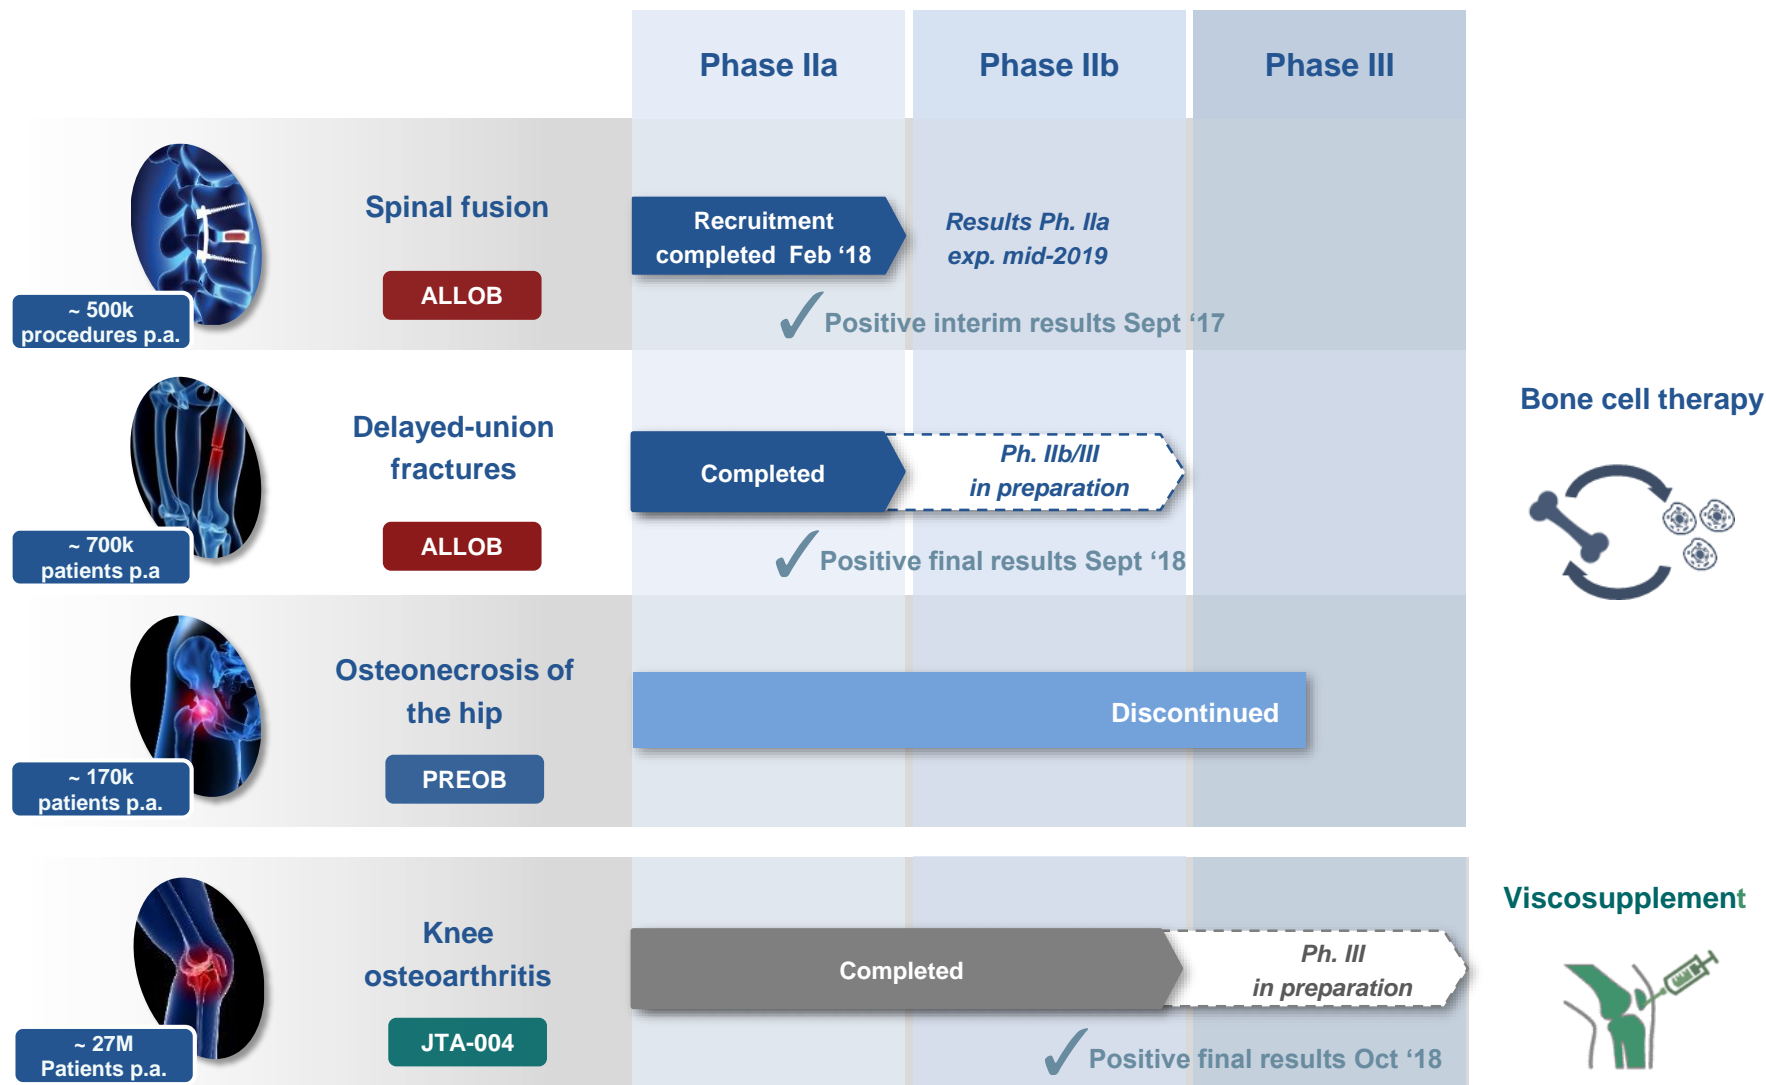 Phase IIa
Phase IIb
Phase III
Spinal fusion
ALLOB
~ 500k
procedures p.a.
Recruitment
completed Feb ‘18
Results Ph. IIa
exp. mid-2019
Positive interim results Sept ‘17
Delayed-union
fractures
ALLOB
~ 700k
patients p.a
Completed
Ph. IIb/III
in preparation
Positive final results Sept ‘18
Bone cell therapy
Osteonecrosis of
the hip
PREOB
~ 170k
patients p.a.
Discontinued
Knee
osteoarthritis
JTA-004
~ 27M
Patients p.a.
Completed
Ph. III
in preparation
Positive final results Oct ‘18
Viscosupplement